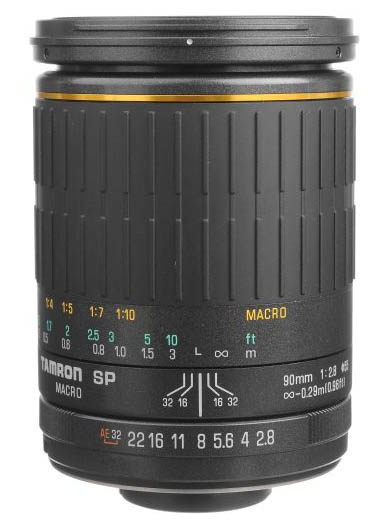 1:4 1:5 1:7 1:10 MACRO
1.7 2 2.5 3 5 10 ft
0.5 0.6 0.8 1.0 1.5 3 L ∞ m
TAMRON SP
MACRO
32 16 16 32
90mm 1:2.8
∞-0.29m(0.96ft)
AE 32 22 16 11 8 5.6 4 2.8